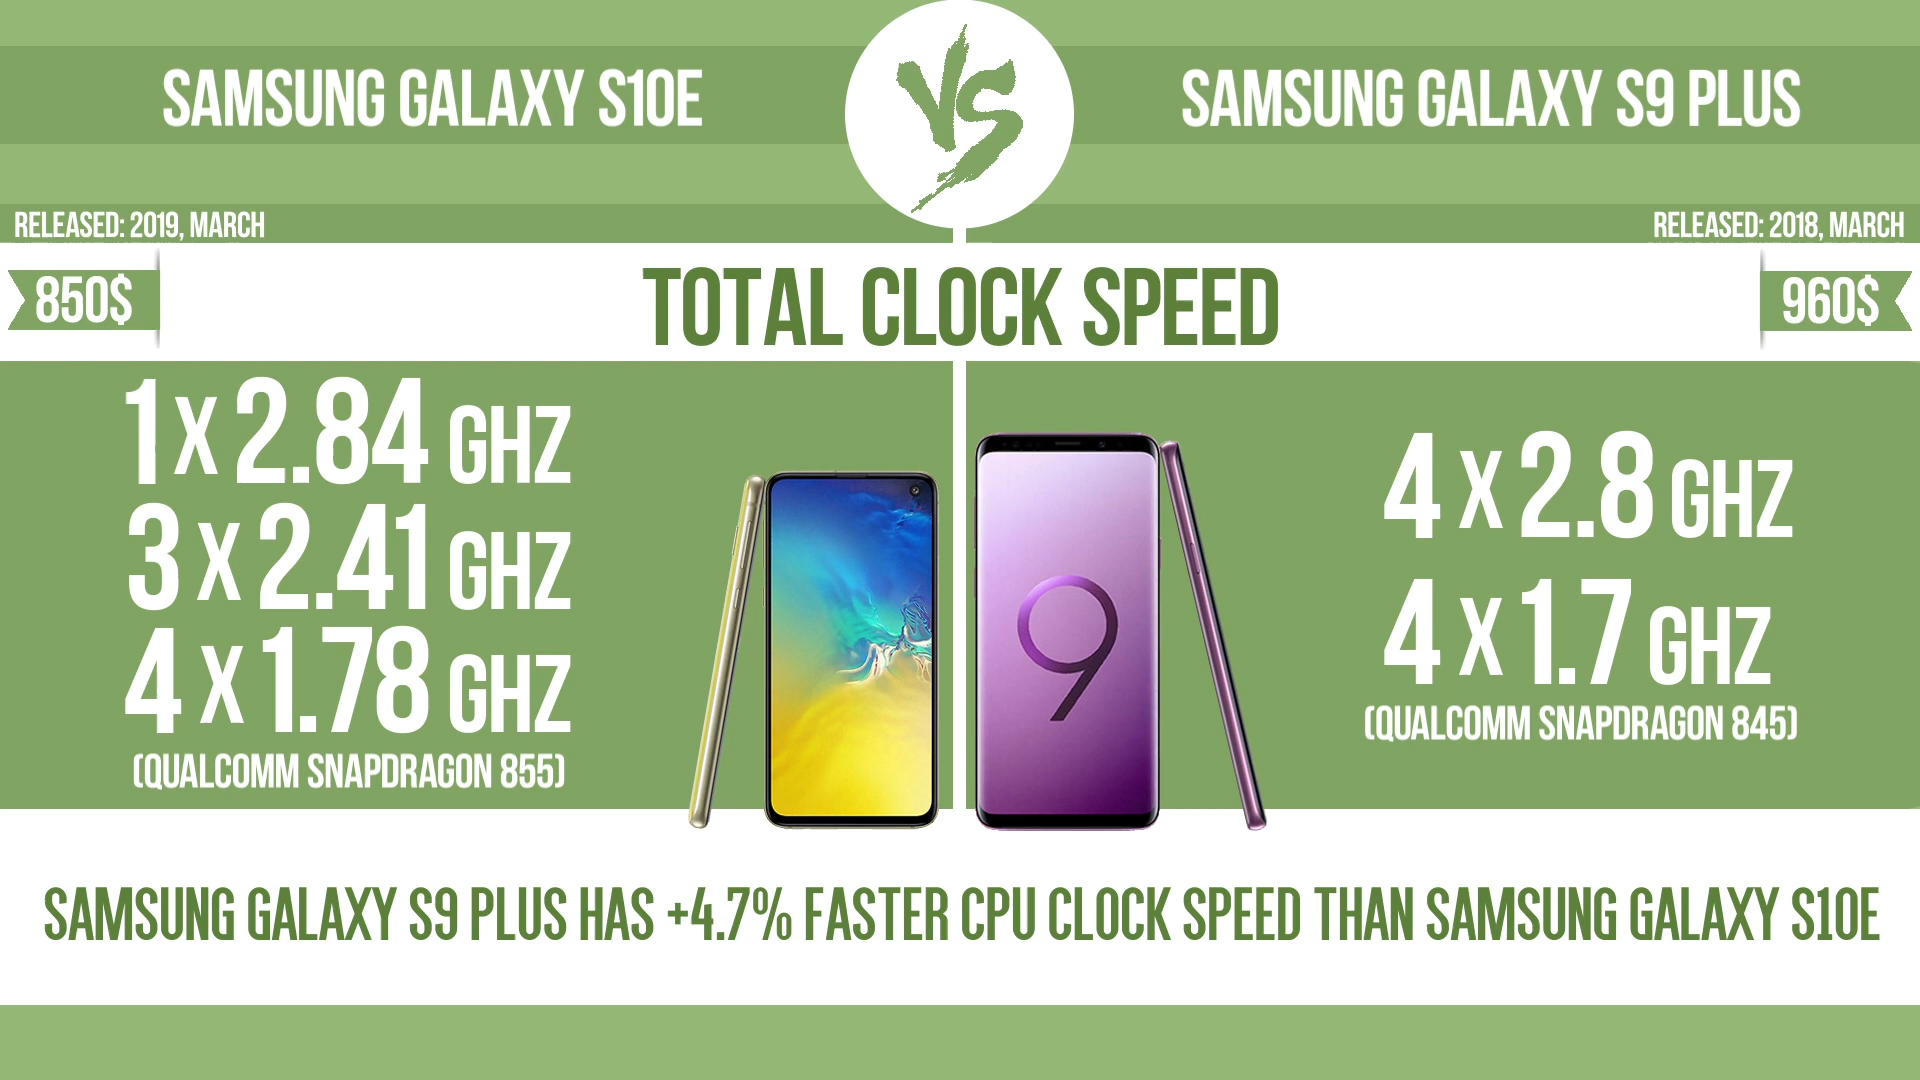 SAMSUNG GALAXY S10E
VS
SAMSUNG GALAXY S9 PLUS
RELEASED: 2019, MARCH
RELEASED: 2018, MARCH
850$
TOTAL CLOCK SPEED
960$
1 X 2.84 GHZ
3 X 2.41 GHZ
4 X 1.78 GHZ
(QUALCOMM SNAPDRAGON 855)
9
4 X 2.8 GHZ
4 X 1.7 GHZ
(QUALCOMM SNAPDRAGON 845)
SAMSUNG GALAXY S9 PLUS HAS +4.7% FASTER CPU CLOCK SPEED THAN SAMSUNG GALAXY S10E